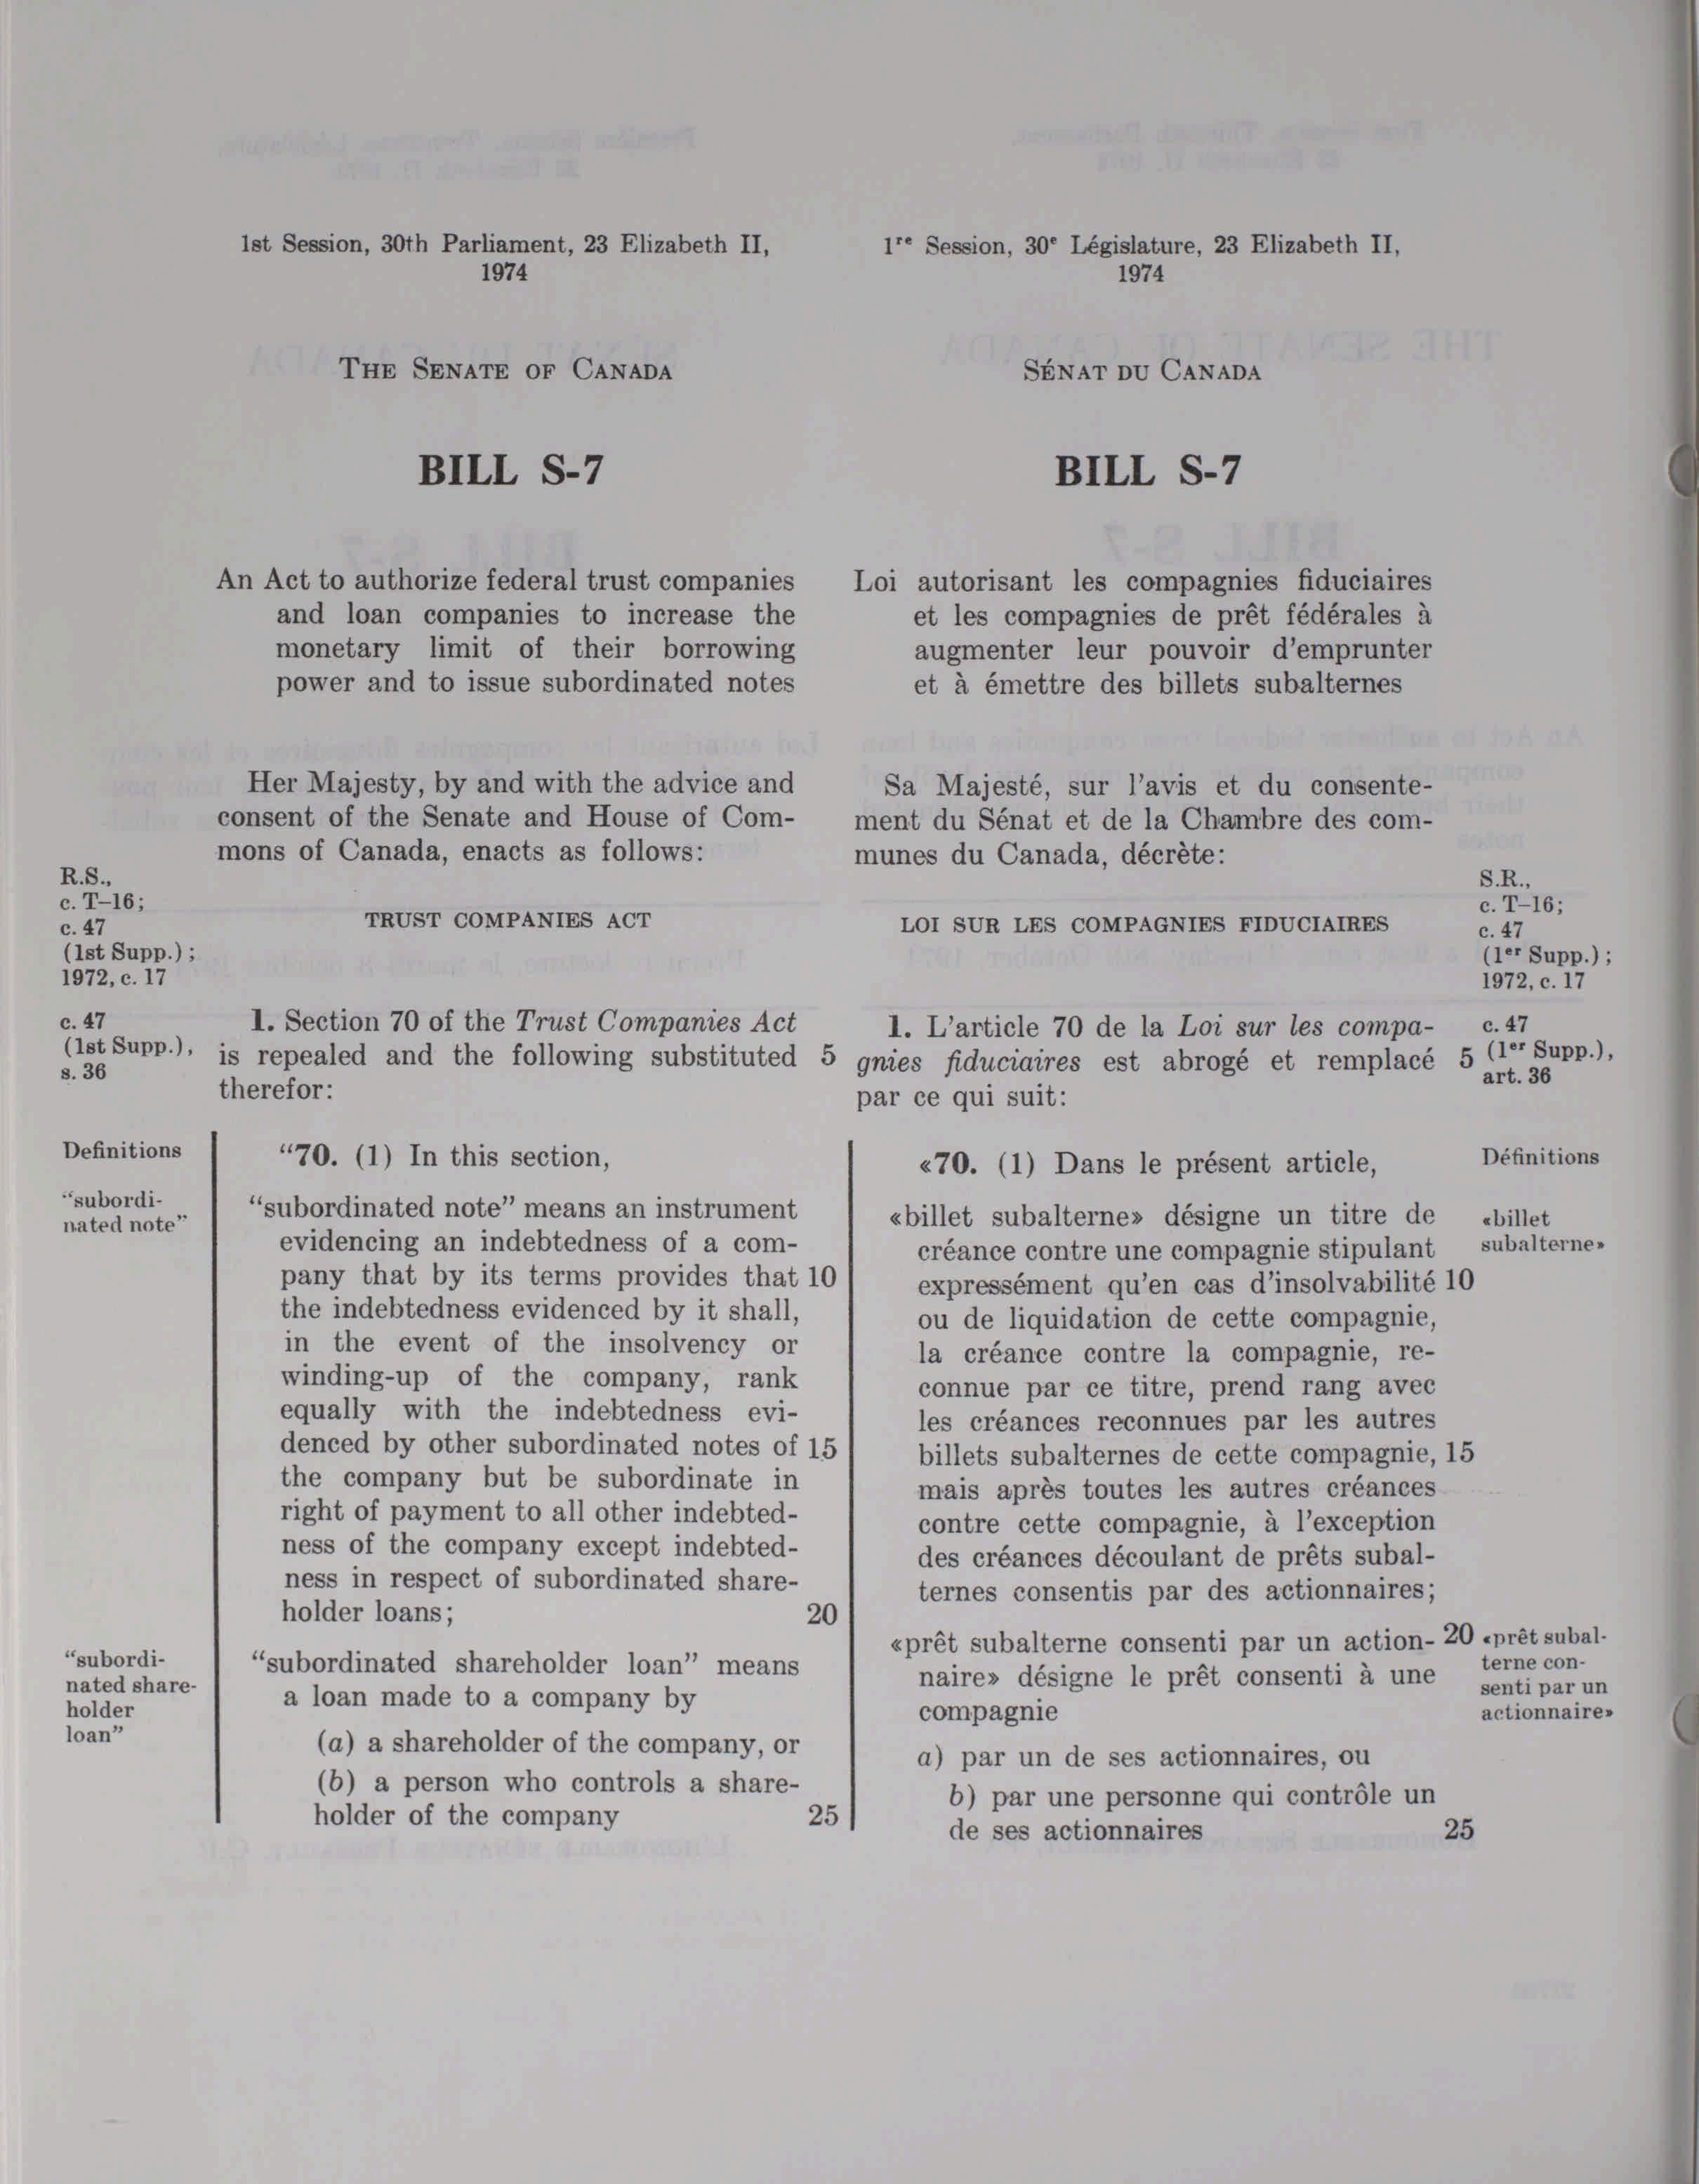 1st Session, 30th Parliament, 23 Elizabeth II,
1974
THE SENATE OF CANADA
BILL S-7
An Act to authorize federal trust companies
and loan companies to increase the
monetary limit of their borrowing
power and to issue subordinated notes
Her Majesty, by and with the advice and
consent of the Senate and House of Com-
mons of Canada, enacts as follows:
R.S.,
c. T-16;
c. 47
(1st Supp.);
1972, c. 17
TRUST COMPANIES ACT
c. 47
(1st Supp.),
s. 36
1. Section 70 of the Trust Companies Act
is repealed and the following substituted 5
therefor:
Definitions
“70. (1) In this section,
“subordi-
nated note”
“subordinated note” means an instrument
evidencing an indebtedness of a com-
pany that by its terms provides that 10
the indebtedness evidenced by it shall,
in the event of the insolvency or
winding-up of the company, rank
equally with the indebtedness evi-
denced by other subordinated notes of 15
the company but be subordinate in
right of payment to all other indebted-
ness of the company except indebted-
ness in respect of subordinated share-
holder loans; 20
“subordi-
nated share-
holder
loan”
“subordinated shareholder loan” means
a loan made to a company by
(a) a shareholder of the company, or
(b) a person who controls a share-
holder of the company 25
1re Session, 30e Législature, 23 Elizabeth II,
1974
SÉNAT DU CANADA
BILL S-7
Loi autorisant les compagnies fiduciaires
et les compagnies de prêt fédérales à
augmenter leur pouvoir d’emprunter
et à émettre des billets subalternes
Sa Majesté, sur l’avis et du consente-
ment du Sénat et de la Chambre des com-
munes du Canada, décrète:
S.R.,
c. T-16;
c. 47
(1er Supp.);
1972, c. 17
LOI SUR LES COMPAGNIES FIDUCIAIRES
1. L’article 70 de la Loi sur les compa-
gnies fiduciaires est abrogé et remplacé 5
par ce qui suit:
c. 47
(1er Supp.),
art. 36
«70. (1) Dans le présent article,
Définitions
«billet subalterne» désigne un titre de
créance contre une compagnie stipulant
expressément qu’en cas d’insolvabilité 10
ou de liquidation de cette compagnie,
la créance contre la compagnie, re-
connue par ce titre, prend rang avec
les créances reconnues par les autres
billets subalternes de cette compagnie, 15
mais après toutes les autres créances
contre cette compagnie, à l’exception
des créances découlant de prêts subal-
ternes consentis par des actionnaires;
«billet
subalterne»
«prêt subalterne consenti par un action- 20
naire» désigne le prêt consenti à une
compagnie
a) par un de ses actionnaires, ou
b) par une personne qui contrôle un
de ses actionnaires 25
«prêt subal-
terne con-
senti par un
actionnaire»